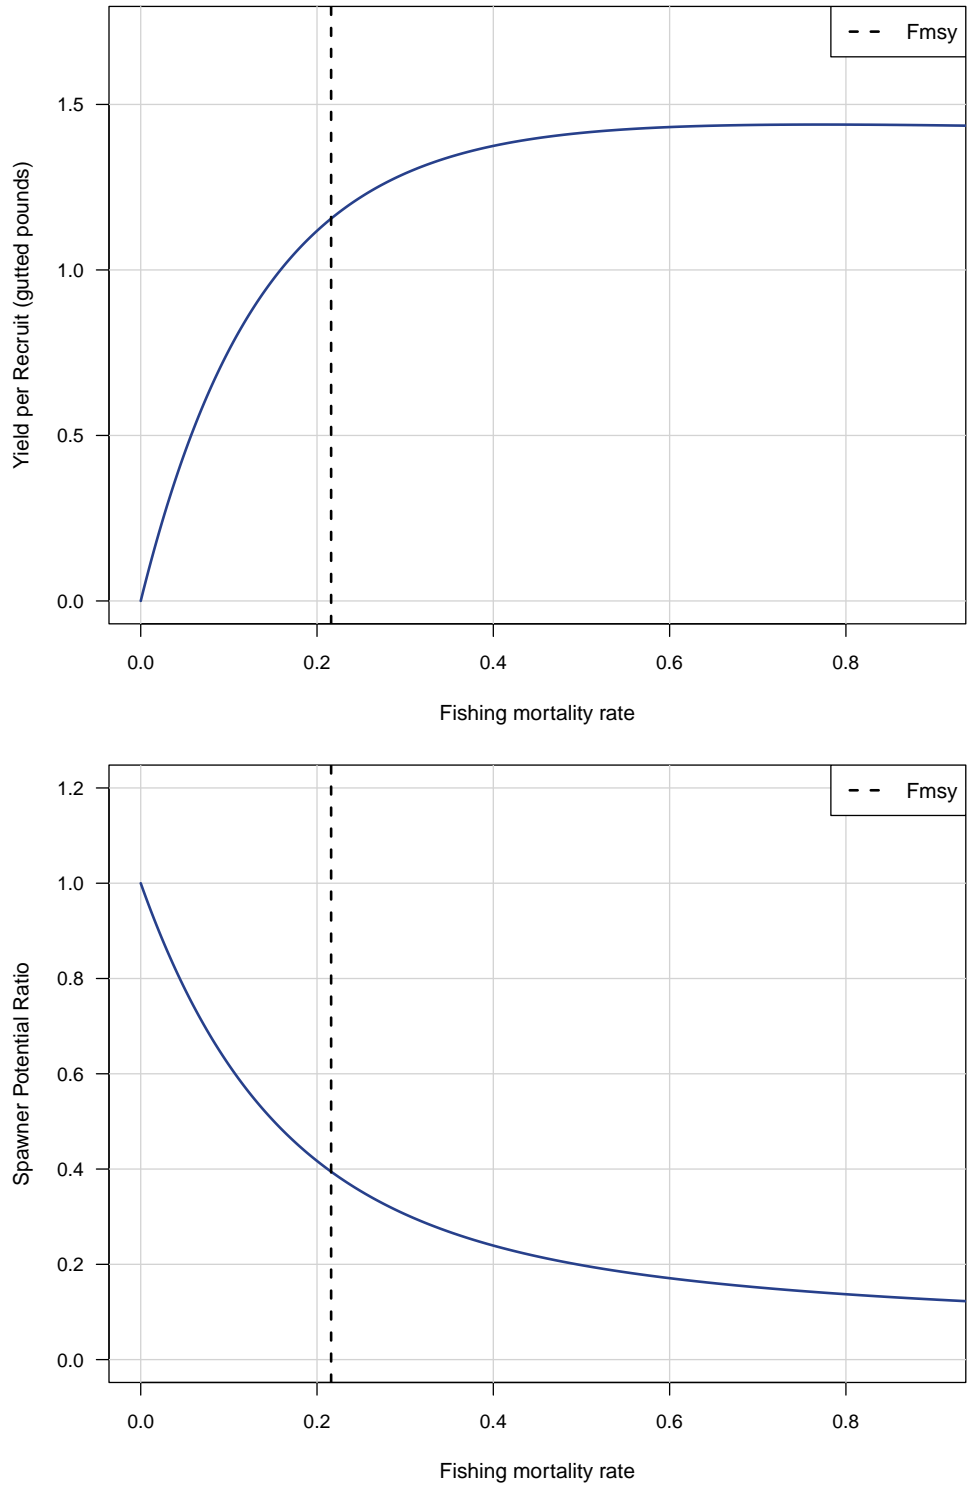 Fmsy
1.5
1.0
0.5
0.0
Yield per Recruit (gutted pounds)
0.0 0.2 0.4 0.6 0.8
Fishing mortality rate
Fmsy
1.2
1.0
0.8
0.6
0.4
0.2
0.0
Spawner Potential Ratio
0.0 0.2 0.4 0.6 0.8
Fishing mortality rate